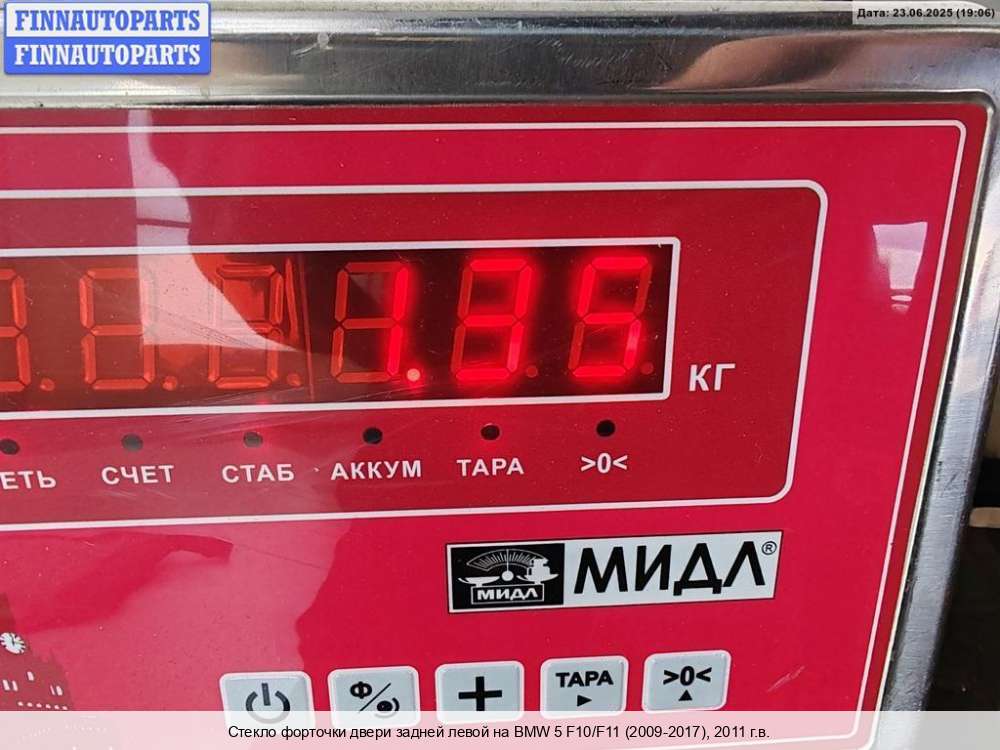 FINNAUTOPARTS
FINNAUTOPARTS
Дата: 23.06.2025 (19:06)
1.35
КГ
ЕТЬ СЧЕТ СТАБ АККУМ ТАРА >0<
МИДЛ
МИДЛ®
Ф + ТАРА >0<
Стекло форточки двери задней левой на BMW 5 F10/F11 (2009-2017), 2011 г.в.